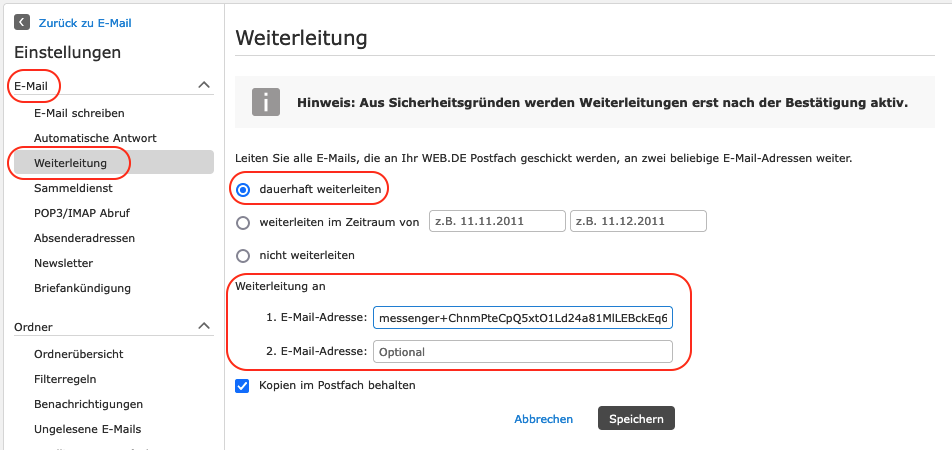 Zurück zu E-Mail
Einstellungen
E-Mail
E-Mail schreiben
Automatische Antwort
Weiterleitung
Sammeldienst
POP3/IMAP Abruf
Absenderadressen
Newsletter
Briefankündigung
Ordner
Ordnerübersicht
Filterregeln
Benachrichtigungen
Ungelesene E-Mails
Weiterleitung
Hinweis: Aus Sicherheitsgründen werden Weiterleitungen erst nach der Bestätigung aktiv.
Leiten Sie alle E-Mails, die an Ihr WEB.DE Postfach geschickt werden, an zwei beliebige E-Mail-Adressen weiter.
dauerhaft weiterleiten
weiterleiten im Zeitraum von z.B. 11.11.2011 z.B. 11.12.2011
nicht weiterleiten
Weiterleitung an
1. E-Mail-Adresse: messenger+ChnmPteCpQ5xtO1Ld24a81MlLEBckEq6
2. E-Mail-Adresse: Optional
Kopien im Postfach behalten
Abbrechen Speichern